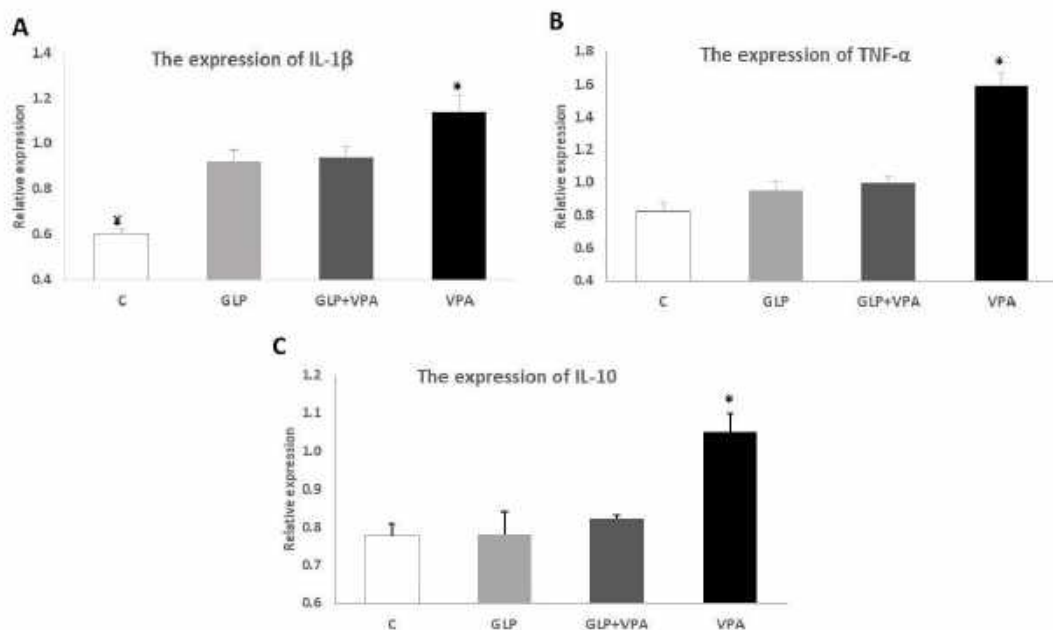 A
The expression of IL-1β
Relative expression
1.4
1.2
1.0
0.8
0.6
0.4
*
*
C GLP GLP+VPA VPA
B
The expression of TNF-α
Relative expression
1.8
1.6
1.4
1.2
1.0
0.8
0.6
0.4
*
C GLP GLP+VPA VPA
C
The expression of IL-10
Relative expression
1.2
1.1
1.0
0.9
0.8
0.7
0.6
*
C GLP GLP+VPA VPA